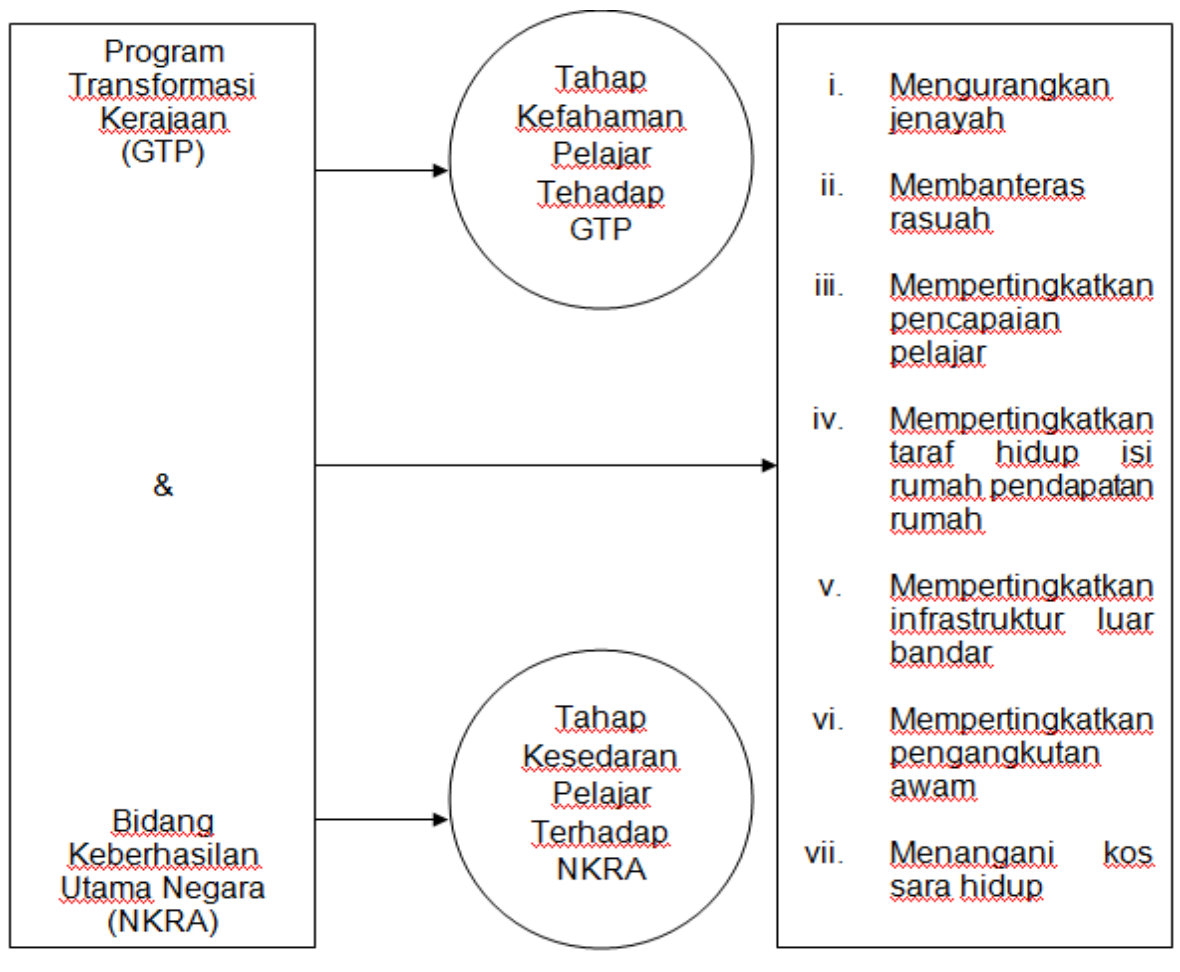 Program
Transformasi
Kerajaan
(GTP)
&
Bidang
Keberhasilan
Utama Negara
(NKRA)
Tahap
Kefahaman
Pelajar
Tehadap
GTP
Tahap
Kesedaran
Pelajar
Terhadap
NKRA
i. Mengurangkan
jenayah
ii. Membanteras
rasuah
iii. Mempertingkatkan
pencapaian
pelajar
iv. Mempertingkatkan
taraf hidup isi
rumah pendapatan
rumah
v. Mempertingkatkan
infrastruktur luar
bandar
vi. Mempertingkatkan
pengangkutan
awam
vii. Menangani kos
sara hidup